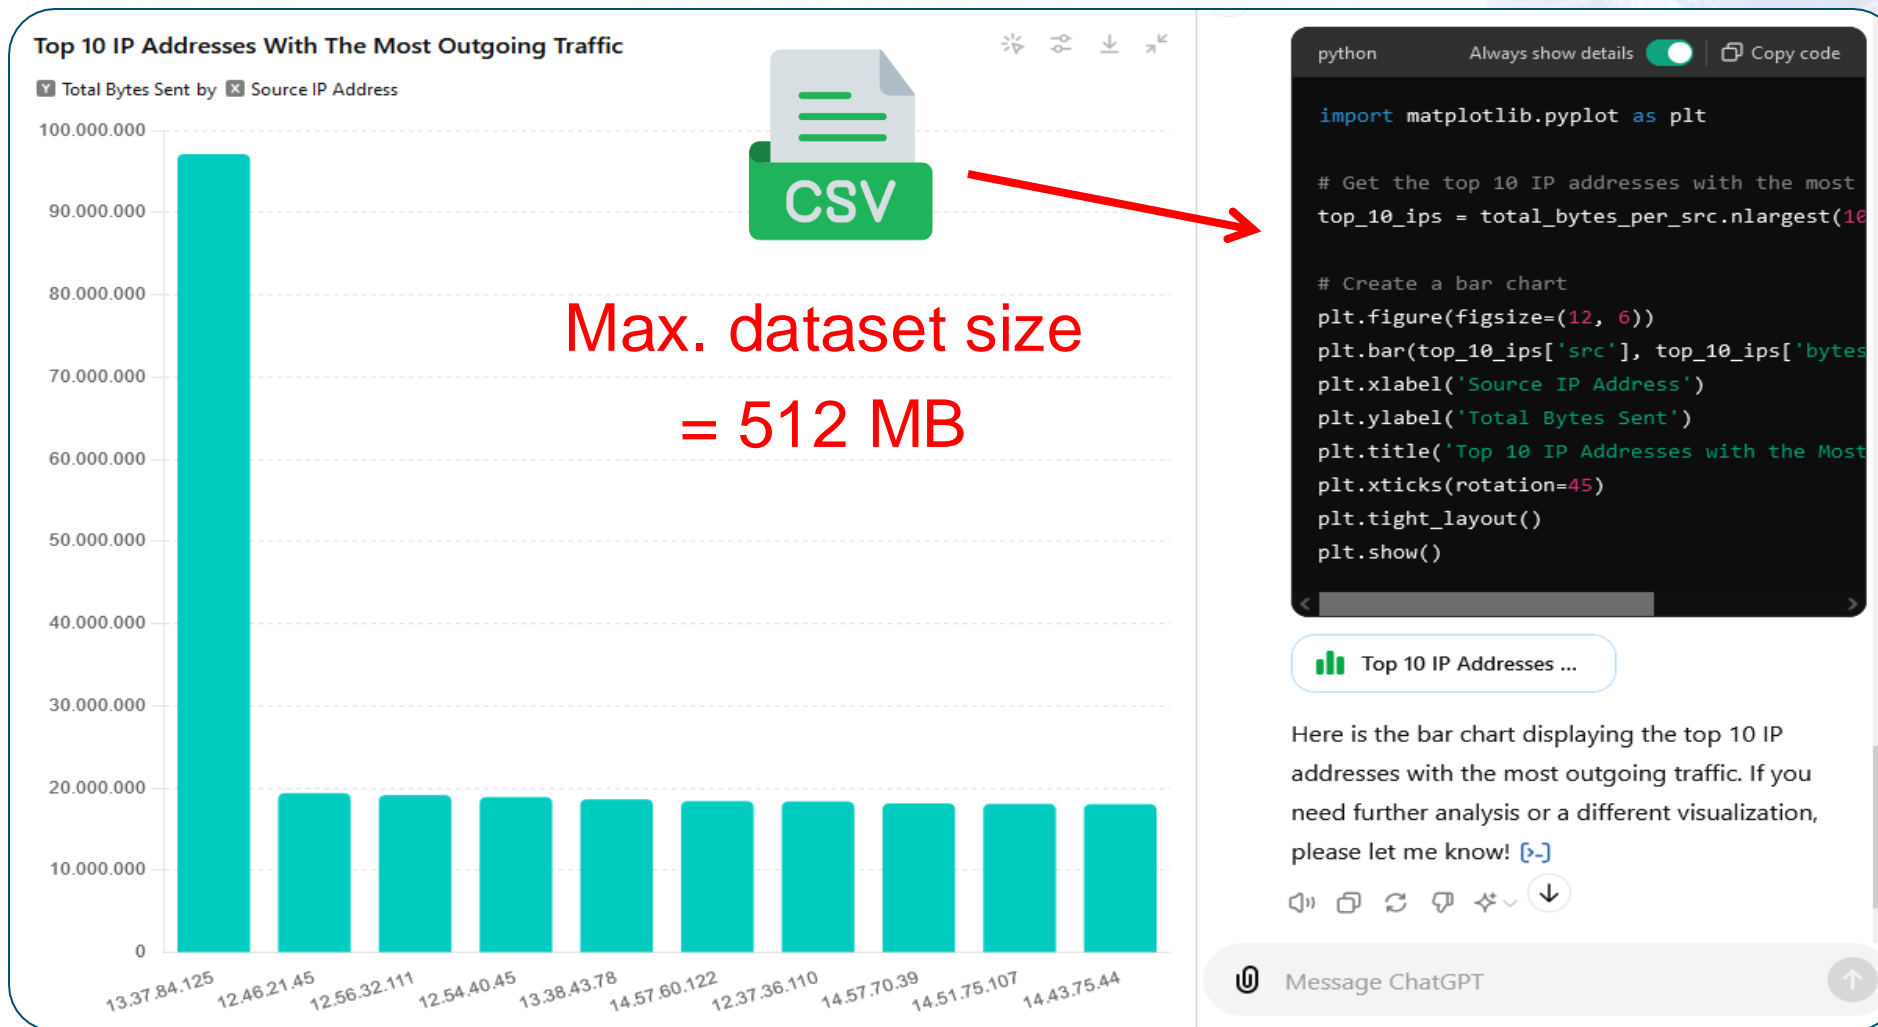 Top 10 IP Addresses With The Most Outgoing Traffic
Y Total Bytes Sent by X Source IP Address
100.000.000
90.000.000
80.000.000
70.000.000
60.000.000
50.000.000
40.000.000
30.000.000
20.000.000
10.000.000
0
13.37.84.125
12.46.21.45
12.56.32.111
12.54.40.45
13.38.43.78
14.57.60.122
12.37.36.110
14.57.70.39
14.51.75.107
14.43.75.44
CSV
Max. dataset size
= 512 MB
python Always show details Copy code
import matplotlib.pyplot as plt
# Get the top 10 IP addresses with the most
top_10_ips = total_bytes_per_src.nlargest(10
# Create a bar chart
plt.figure(figsize=(12, 6))
plt.bar(top_10_ips['src'], top_10_ips['bytes
plt.xlabel('Source IP Address')
plt.ylabel('Total Bytes Sent')
plt.title('Top 10 IP Addresses with the Most
plt.xticks(rotation=45)
plt.tight_layout()
plt.show()
Top 10 IP Addresses ...
Here is the bar chart displaying the top 10 IP
addresses with the most outgoing traffic. If you
need further analysis or a different visualization,
please let me know! [>-]
Message ChatGPT